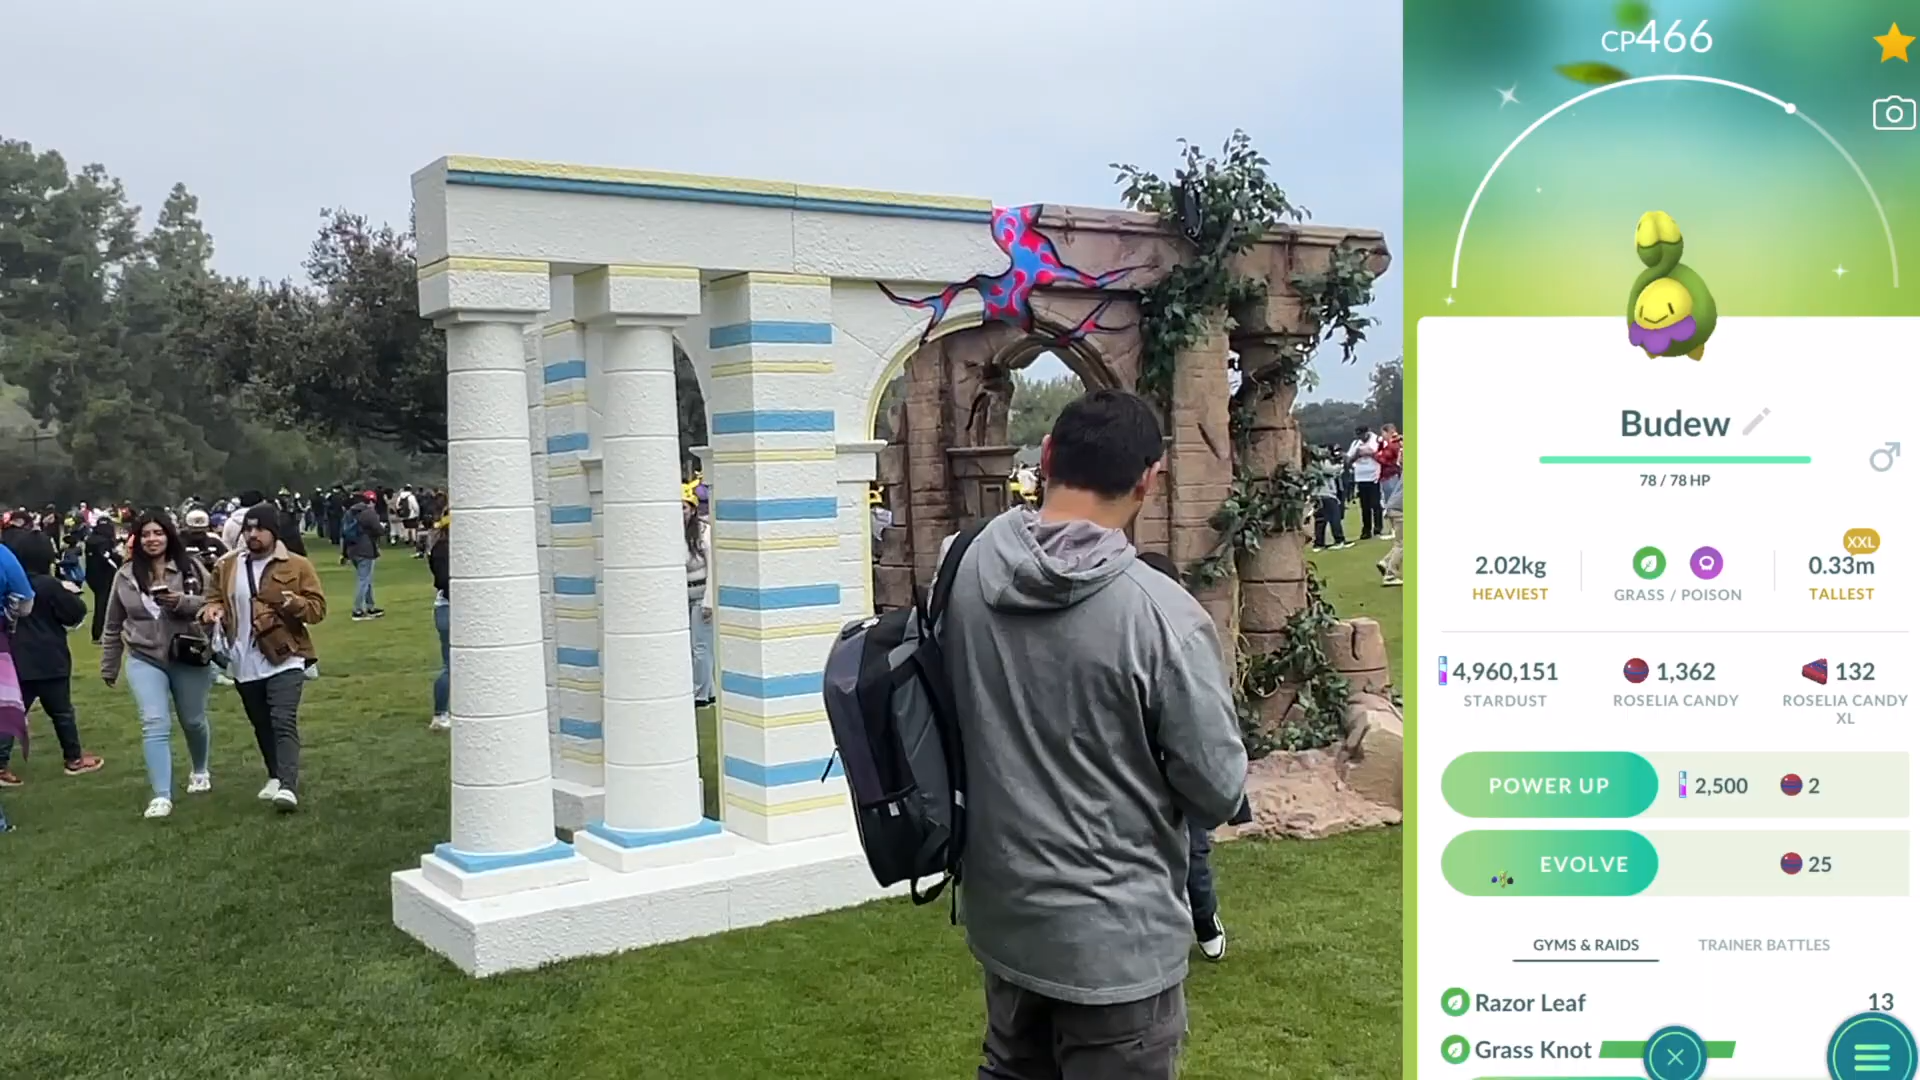 CP466
Budew
78 / 78 HP
XXL
2.02kg
0.33m
HEAVIEST
GRASS / POISON
TALLEST
4,960,151
1,362
132
STARDUST
ROSELIA CANDY
ROSELIA CANDY
XL
POWER UP
2,500
2
EVOLVE
25
GYMS & RAIDS
TRAINER BATTLES
Razor Leaf
13
Grass Knot